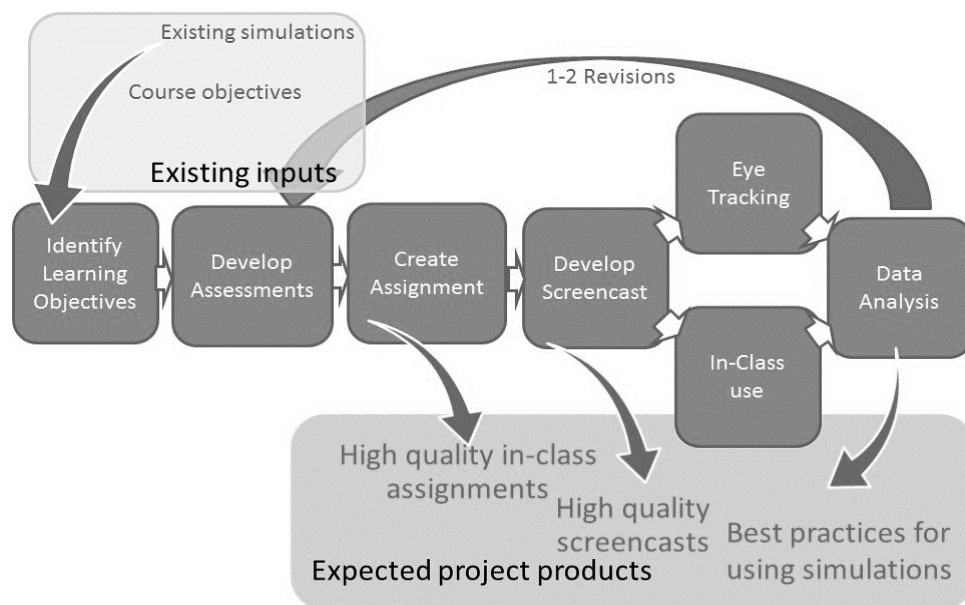 Existing simulations
Course objectives
Existing inputs
1-2 Revisions
Identify
Learning
Objectives
Develop
Assessments
Create
Assignment
Develop
Screencast
Eye
Tracking
In-Class
use
Data
Analysis
High quality in-class
assignments
High quality
screencasts
Best practices for
using simulations
Expected project products